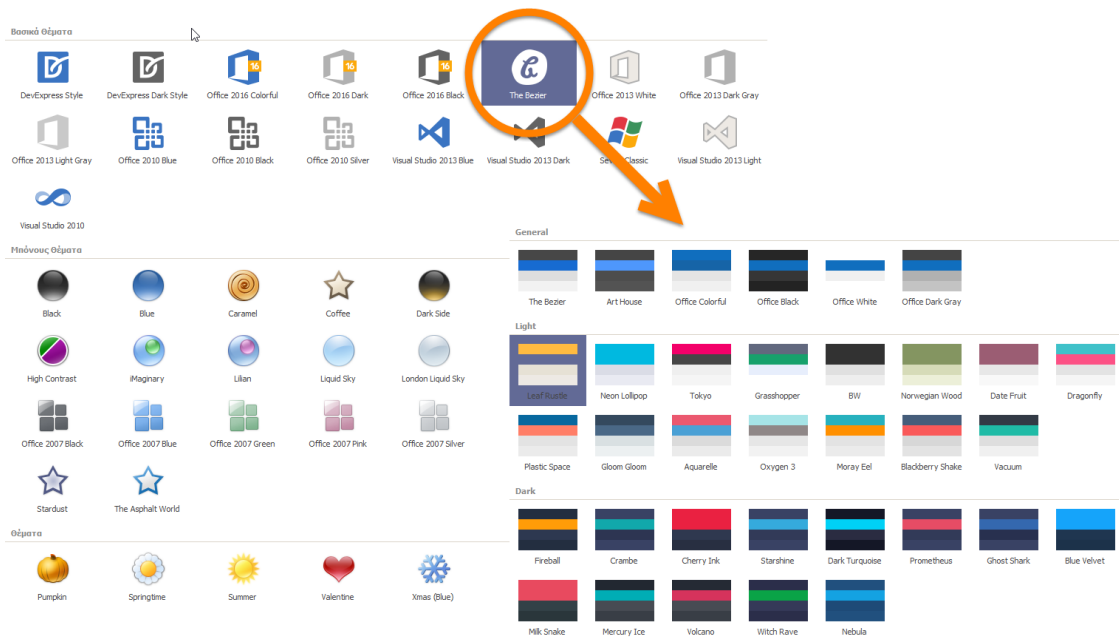 Βασικά Θέματα
DevExpress Style DevExpress Dark Style Office 2016 Colorful Office 2016 Dark Office 2016 Black The Bezier Office 2013 White Office 2013 Dark Gray
Office 2013 Light Gray Office 2010 Blue Office 2010 Black Office 2010 Silver Visual Studio 2013 Blue Visual Studio 2013 Dark Classic Visual Studio 2013 Light
Visual Studio 2010
Μπόνους Θέματα
Black Blue Caramel Coffee Dark Side
High Contrast iMaginary Lilian Liquid Sky London Liquid Sky
Office 2007 Black Office 2007 Blue Office 2007 Green Office 2007 Pink Office 2007 Silver
Stardust The Asphalt World
Θέματα
Pumpkin Springtime Summer Valentine Xmas (Blue)
General
The Bezier Art House Office Colorful Office Black Office White Office Dark Gray
Light
Leaf Rustle Neon Lollipop Tokyo Grasshopper BW Norwegian Wood Date Fruit Dragonfly
Plastic Space Gloom Gloom Aquarelle Oxygen 3 Moray Eel Blackberry Shake Vacuum
Dark
Fireball Crambe Cherry Ink Starshine Dark Turquoise Prometheus Ghost Shark Blue Velvet
Milk Snake Mercury Ice Volcano Witch Rave Nebula